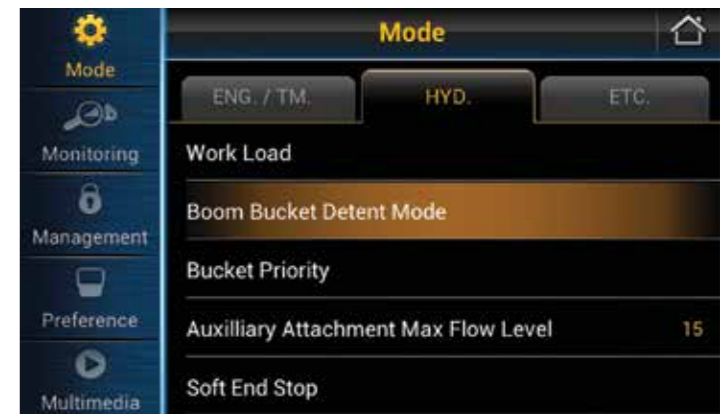 Mode
Mode
ENG. / TM.
HYD.
ETC.
Monitoring
Work Load
Management
Boom Bucket Detent Mode
Bucket Priority
Preference
Auxilliary Attachment Max Flow Level 15
Multimedia
Soft End Stop